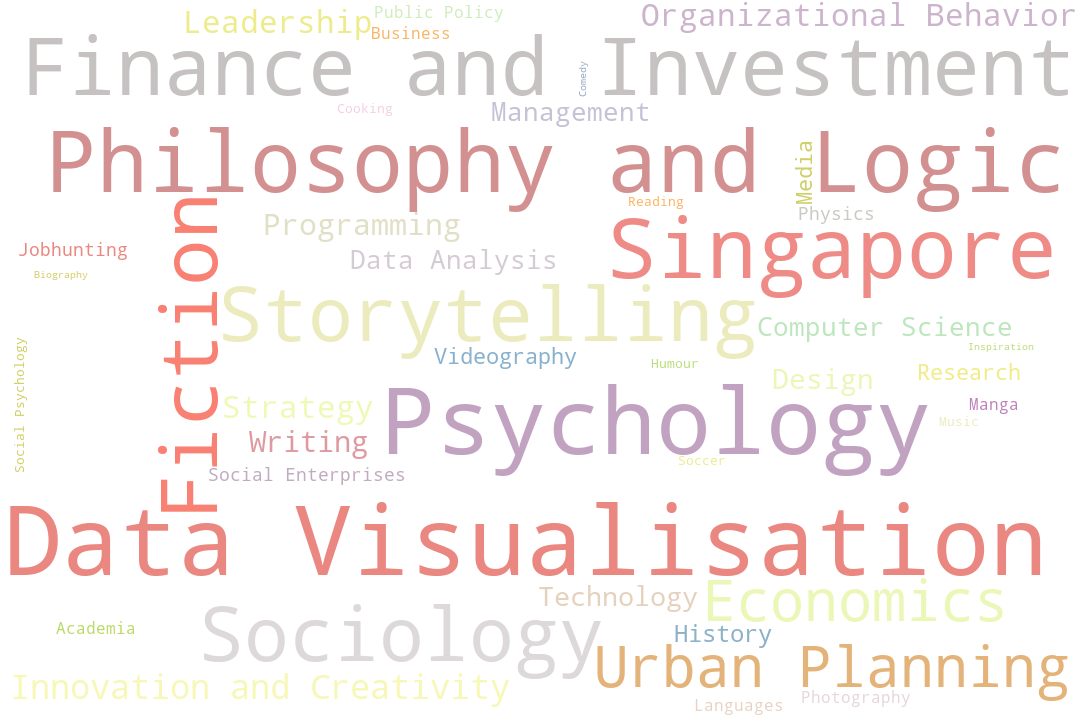 Leadership
Public Policy
Organizational Behavior
Business
Finance and Investment
Comedy
Cooking
Management
Philosophy and Logic
Media
Reading
Physics
Programming
Singapore
Jobhunting
Data Analysis
Biography
Fiction
Storytelling
Computer Science
Inspiration
Videography
Humour
Social Psychology
Design
Research
Strategy
Psychology
Manga
Music
Writing
Soccer
Social Enterprises
Data Visualisation
Technology
Economics
Academia
Sociology
History
Urban Planning
Innovation and Creativity
Photography
Languages